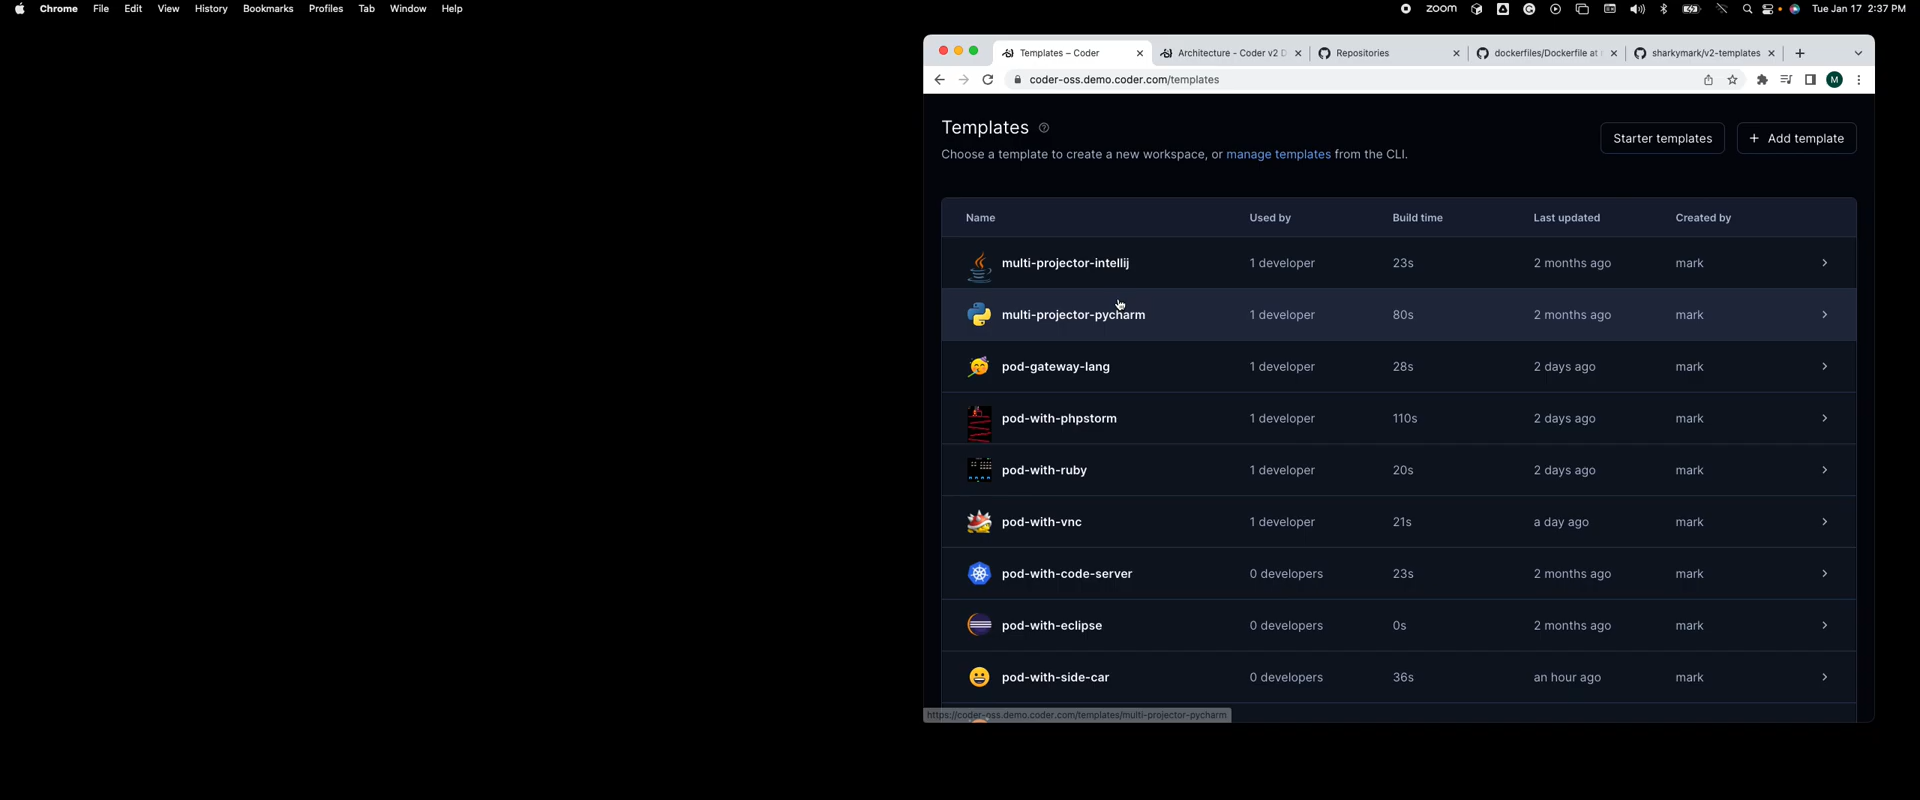 Chrome File Edit View History Bookmarks Profiles Tab Window Help
zoom Tue Jan 17 2:37 PM
Templates – Coder
Architecture - Coder v2 D
Repositories
dockerfiles/Dockerfile at
sharkymark/v2-templates
coder-oss.demo.coder.com/templates
M
Templates
Choose a template to create a new workspace, or manage templates from the CLI.
Starter templates
Add template
Name Used by Build time Last updated Created by
multi-projector-intellij 1 developer 23s 2 months ago mark
multi-projector-pycharm 1 developer 80s 2 months ago mark
pod-gateway-lang 1 developer 28s 2 days ago mark
pod-with-phpstorm 1 developer 110s 2 days ago mark
pod-with-ruby 1 developer 20s 2 days ago mark
pod-with-vnc 1 developer 21s a day ago mark
pod-with-code-server 0 developers 23s 2 months ago mark
pod-with-eclipse 0 developers 0s 2 months ago mark
pod-with-side-car 0 developers 36s an hour ago mark
https://coder-oss.demo.coder.com/templates/multi-projector-pycharm